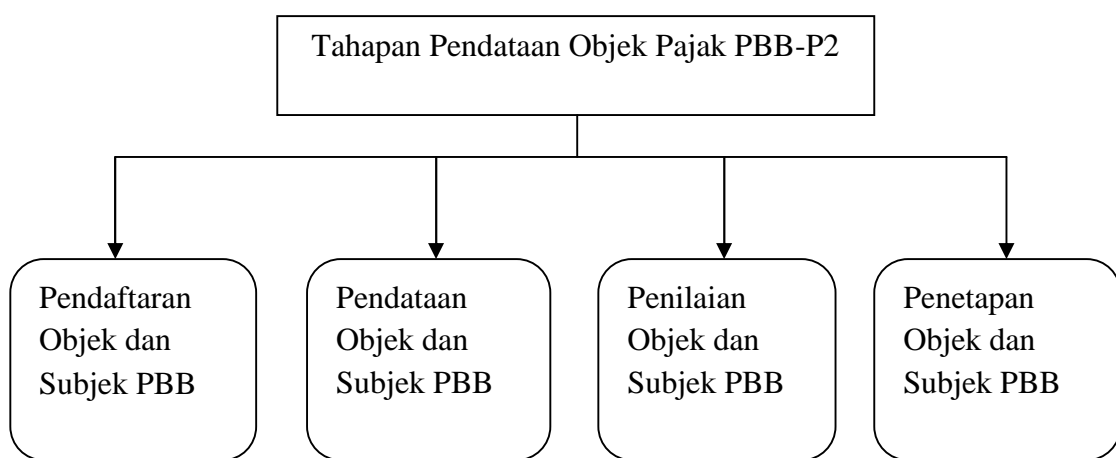 Tahapan Pendataan Objek Pajak PBB-P2
Pendaftaran
Objek dan
Subjek PBB
Pendataan
Objek dan
Subjek PBB
Penilaian
Objek dan
Subjek PBB
Penetapan
Objek dan
Subjek PBB